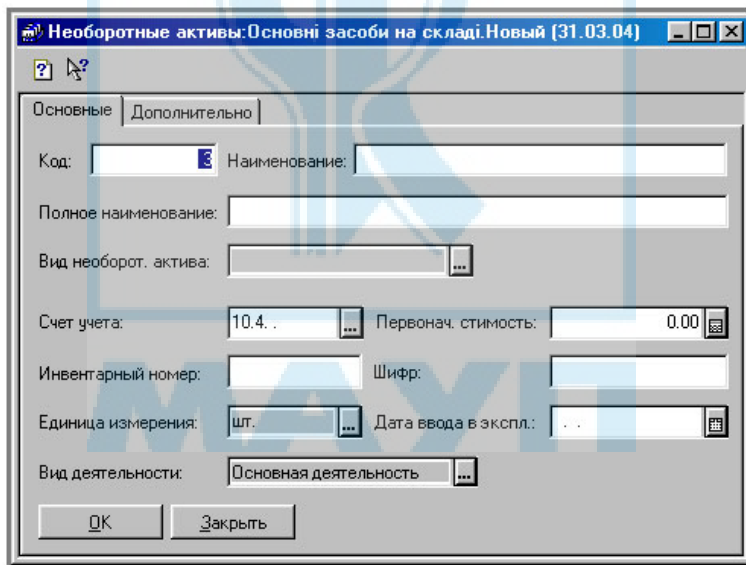 Необоротные активы:Основні засоби на складі.Новый (31.03.04)
Основные Дополнительно
Код: 3 Наименование:
Полное наименование:
Вид необорот. актива: ...
Счет учета: 10.4. . ... Первонач. стимость: 0.00
Инвентарный номер: Шифр:
МАУП
Единица измерения: шт. ... Дата ввода в экспл.: . .
Вид деятельности: Основная деятельность ...
OK Закрыть